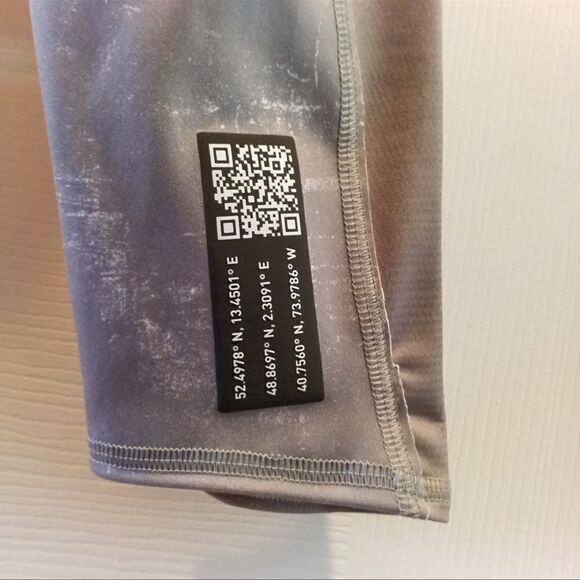 52.4978° N, 13.4501° E
48.8697° N, 2.3091° E
40.7560° N, 73.9786° W